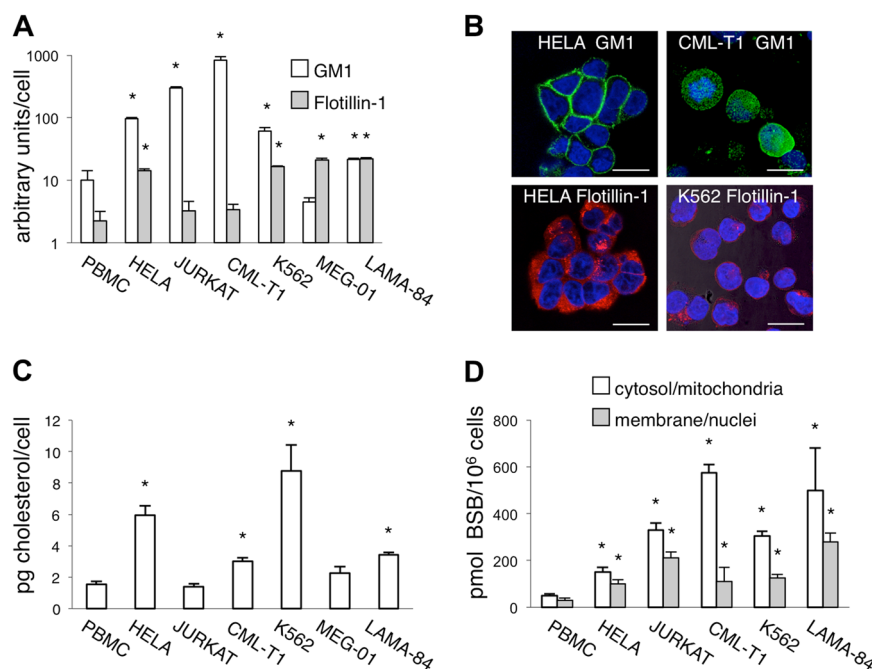 A
arbitrary units/cell
1000
100
10
1
* * * * * * * *
GM1
Flotillin-1
PBMC
HELA
JURKAT
CML-T1
K562
MEG-01
LAMA-84
B
HELA GM1
CML-T1 GM1
HELA Flotillin-1
K562 Flotillin-1
C
pg cholesterol/cell
12
10
8
6
4
2
0
* * * *
PBMC
HELA
JURKAT
CML-T1
K562
MEG-01
LAMA-84
D
cytosol/mitochondria
membrane/nuclei
pmol BSB/10⁶ cells
800
600
400
200
0
* * * * * * * * * *
PBMC
HELA
JURKAT
CML-T1
K562
LAMA-84